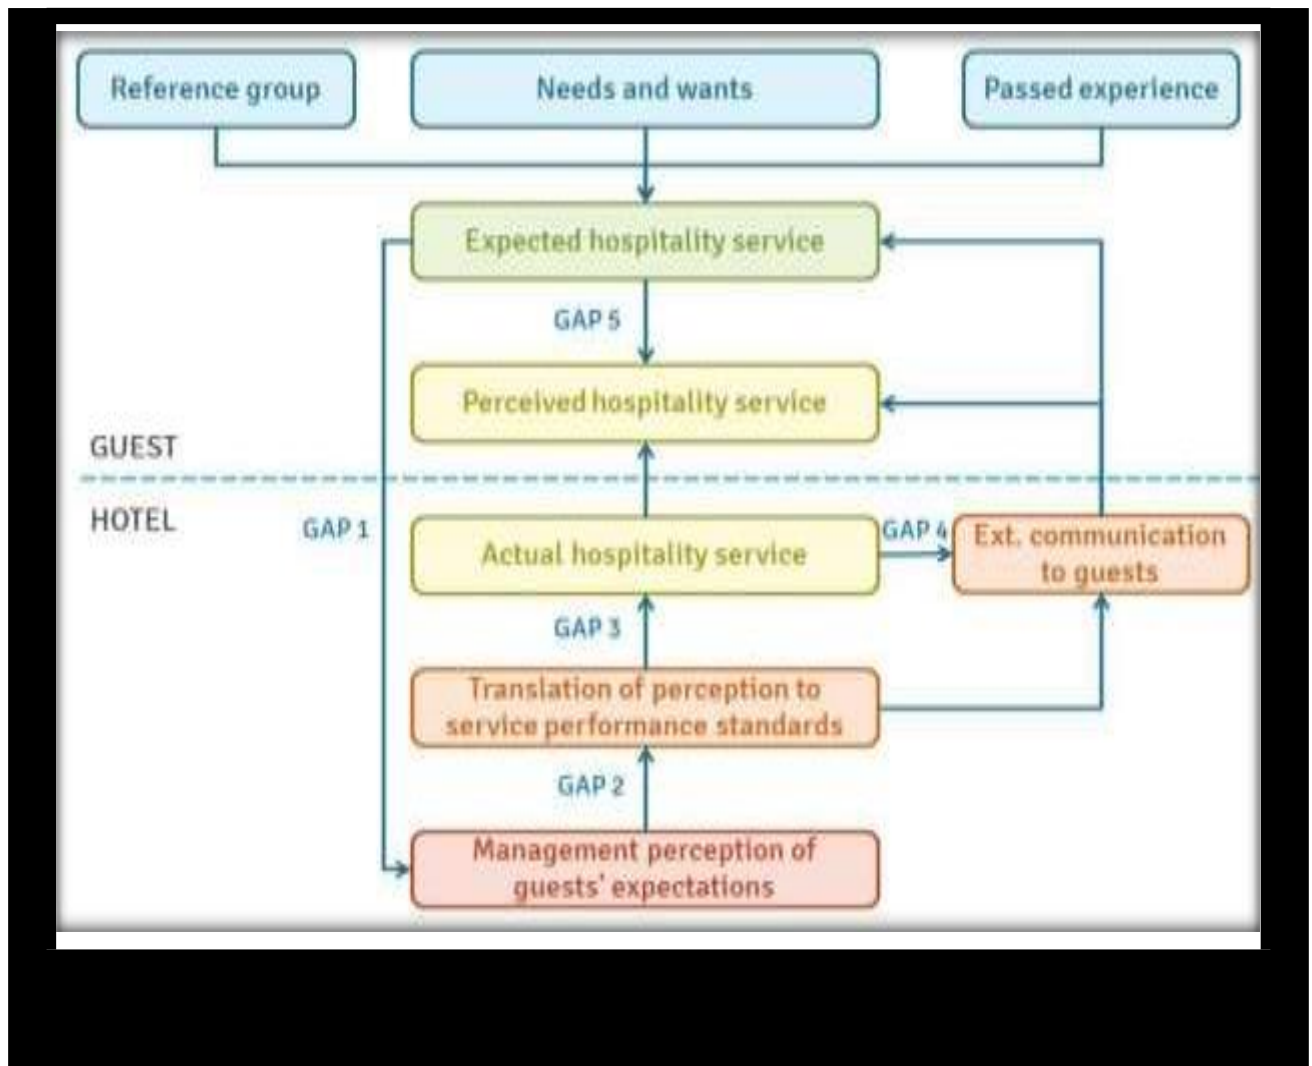 Reference group
Needs and wants
Passed experience
Expected hospitality service
GAP 5
Perceived hospitality service
GUEST
HOTEL
GAP 1
Actual hospitality service
GAP 4
Ext. communication
to guests
GAP 3
Translation of perception to
service performance standards
GAP 2
Management perception of
guests' expectations